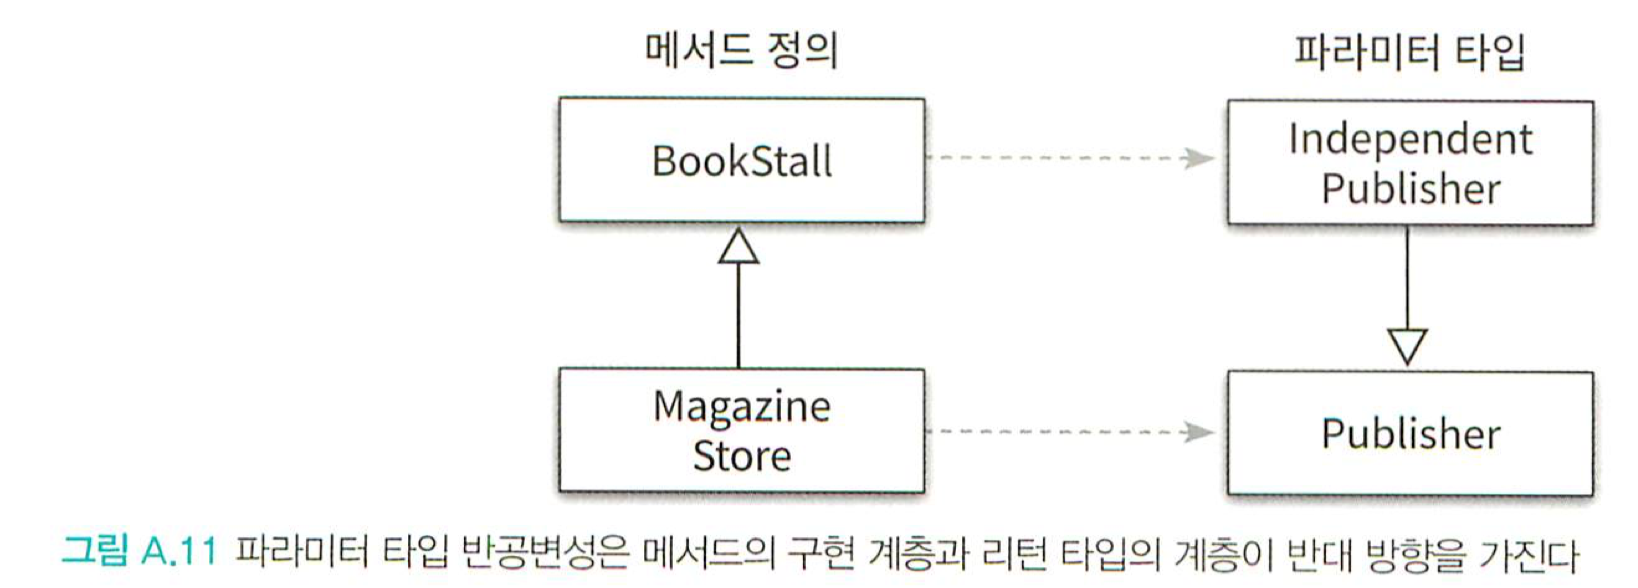 메서드 정의
파라미터 타입
BookStall
Independent
Publisher
Magazine
Store
Publisher
그림 A.11 파라미터 타입 반공변성은 메서드의 구현 계층과 리턴 타입의 계층이 반대 방향을 가진다